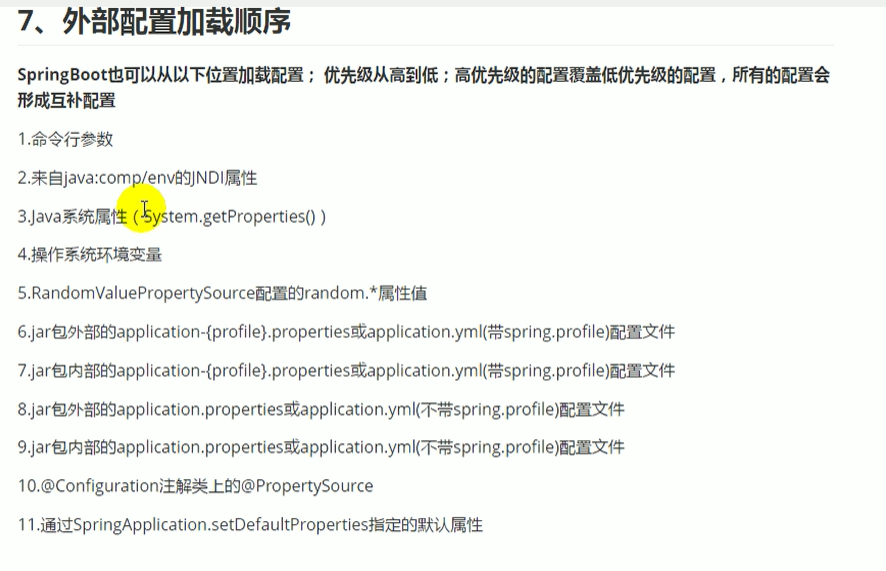 7、外部配置加载顺序
SpringBoot也可以从以下位置加载配置； 优先级从高到低；高优先级的配置覆盖低优先级的配置，所有的配置会
形成互补配置
1.命令行参数
2.来自java:comp/env的JNDI属性
3.Java系统属性（System.getProperties()）
4.操作系统环境变量
5.RandomValuePropertySource配置的random.*属性值
6.jar包外部的application-{profile}.properties或application.yml(带spring.profile)配置文件
7.jar包内部的application-{profile}.properties或application.yml(带spring.profile)配置文件
8.jar包外部的application.properties或application.yml(不带spring.profile)配置文件
9.jar包内部的application.properties或application.yml(不带spring.profile)配置文件
10.@Configuration注解类上的@PropertySource
11.通过SpringApplication.setDefaultProperties指定的默认属性